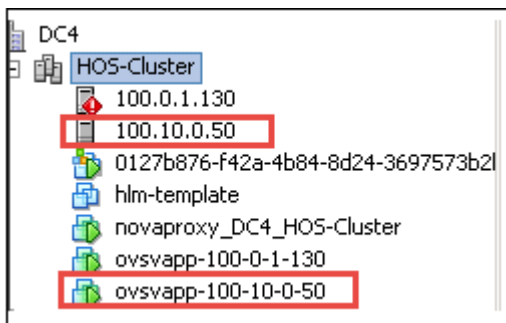 DC4
HOS-Cluster
100.0.1.130
100.10.0.50
0127b876-f42a-4b84-8d24-3697573b2
hlm-template
novaproxy_DC4_HOS-Cluster
ovsvapp-100-0-1-130
ovsvapp-100-10-0-50